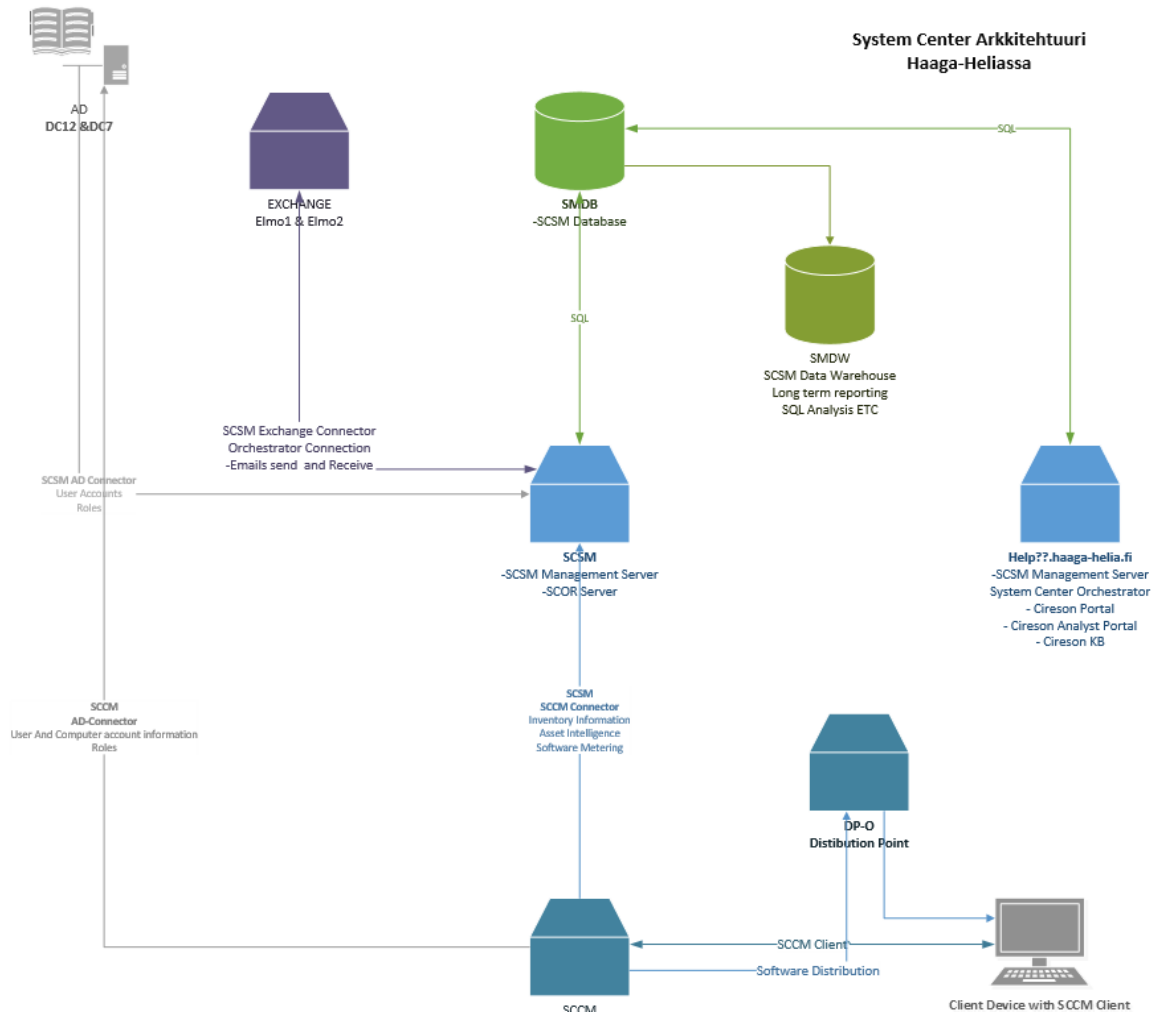 System Center Arkkitehtuuri
Haaga-Heliassa
AD
DC12 &DC7
EXCHANGE
Elmo1 & Elmo2
SMDB
-SCSM Database
SQL
SQL
SMDW
SCSM Data Warehouse
Long term reporting
SQL Analysis ETC
SCSM Exchange Connector
Orchestrator Connection
-Emails send and Receive
SCSM AD Connector
User Accounts
Roles
SCSM
-SCSM Management Server
-SCOR Server
Help??.haaga-helia.fi
-SCSM Management Server
System Center Orchestrator
- Cireson Portal
- Cireson Analyst Portal
- Cireson KB
SCCM
AD-Connector
User And Computer account information
Roles
SCSM
SCCM Connector
Inventory Information
Asset Intelligence
Software Metering
DP-O
Distibution Point
SCCM Client
Software Distribution
SCCM
Client Device with SCCM Client